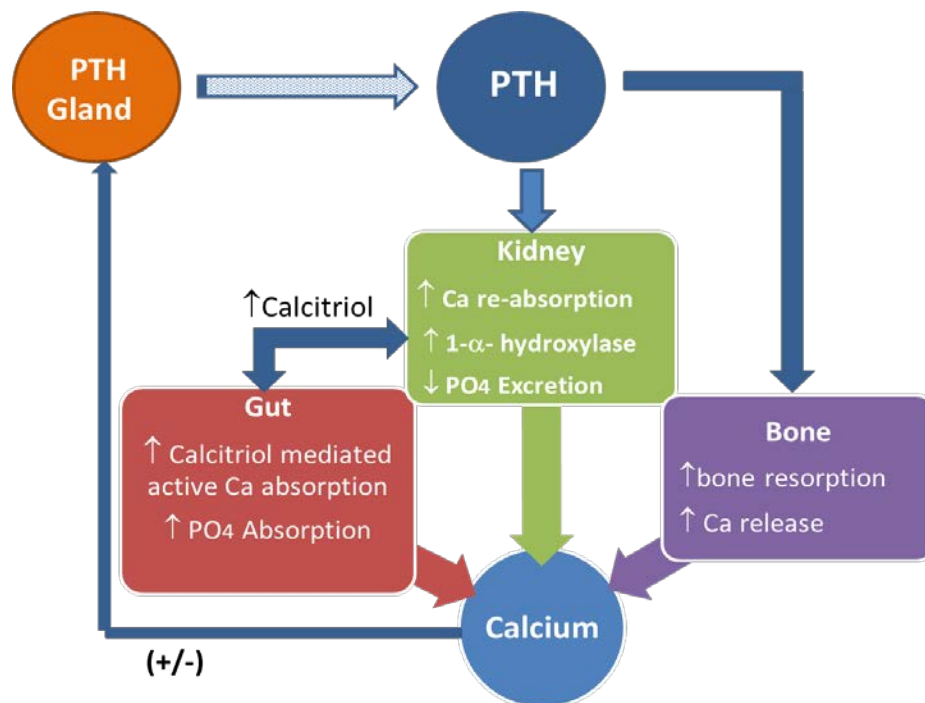 PTH
Gland
PTH
Kidney
↑ Ca re-absorption
↑ 1-α- hydroxylase
↓ PO4 Excretion
↑Calcitriol
Gut
↑ Calcitriol mediated
active Ca absorption
↑ PO4 Absorption
Bone
↑bone resorption
↑ Ca release
Calcium
(+/-)